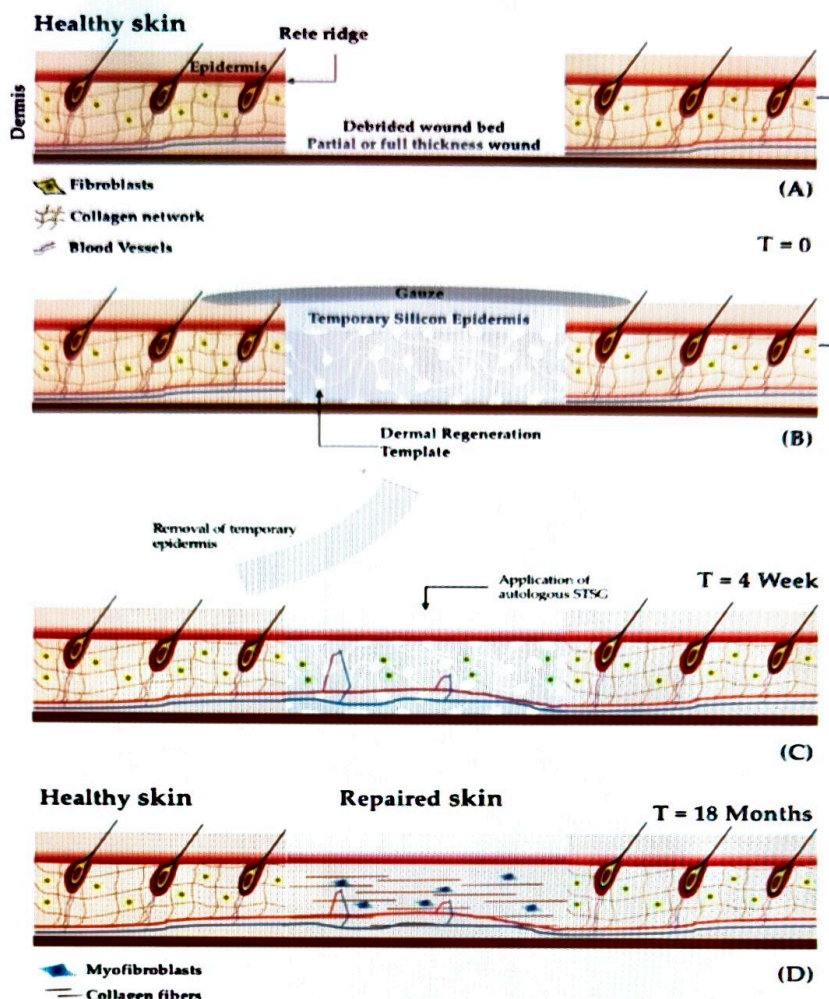 Healthy skin
Rete ridge
Epidermis
Dermis
Debrided wound bed
Partial or full thickness wound
(A)
Fibroblasts
Collagen network
Blood Vessels
T = 0
Gauze
Temporary Silicon Epidermis
Dermal Regeneration
Template
(B)
Removal of temporary
epidermis
Application of
autologous STSG
T = 4 Week
(C)
Healthy skin
Repaired skin
T = 18 Months
Myofibroblasts
Collagen fibers
(D)